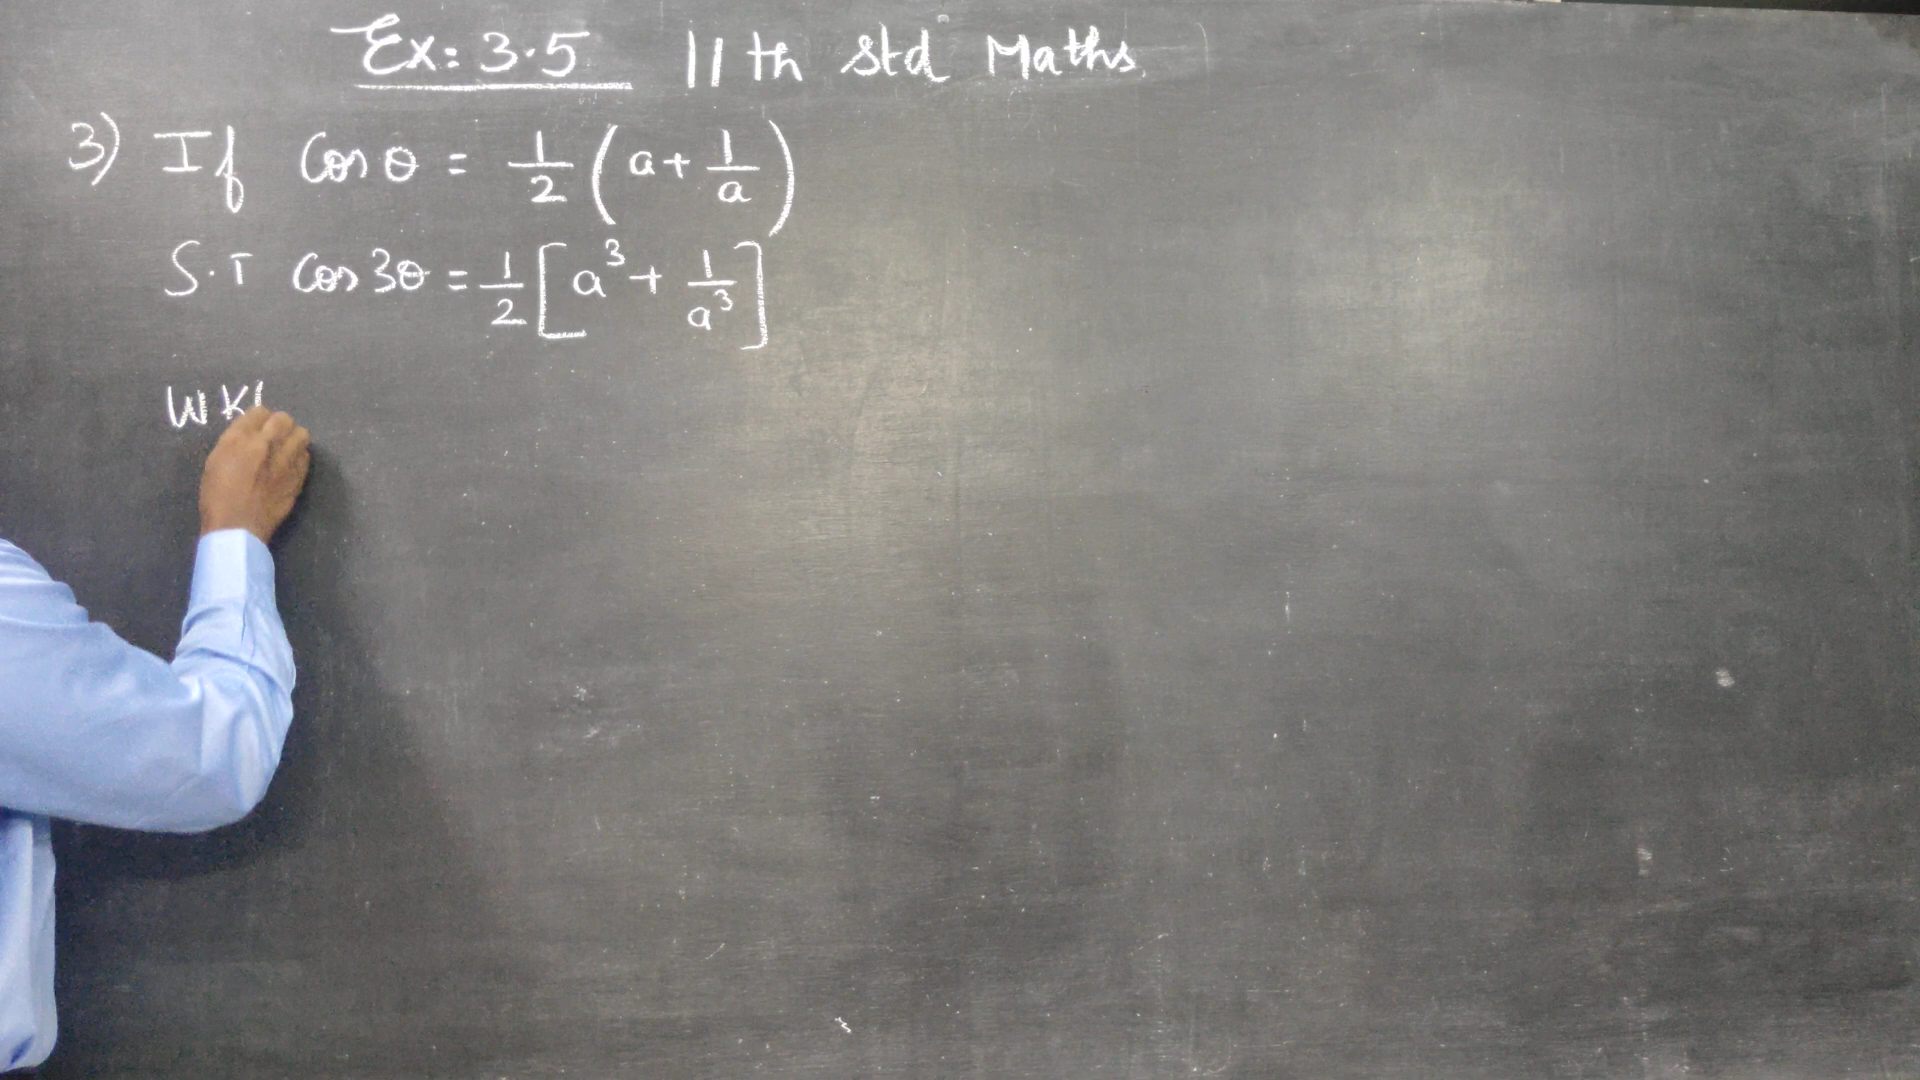 Ex: 3.5 11th Std Maths
3) If Cos θ = 1/2 (a + 1/a)
S.T Cos 3θ = 1/2 [a³ + 1/a³]
WK